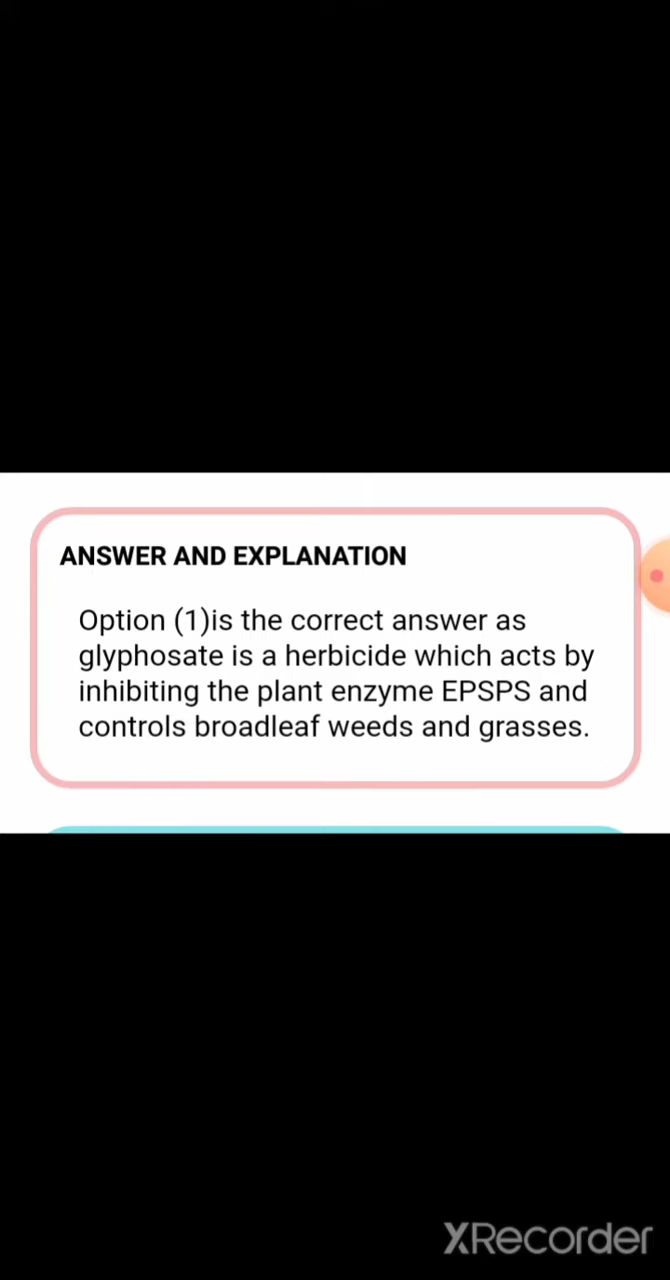 ANSWER AND EXPLANATION
Option (1)is the correct answer as
glyphosate is a herbicide which acts by
inhibiting the plant enzyme EPSPS and
controls broadleaf weeds and grasses.
XRecorder